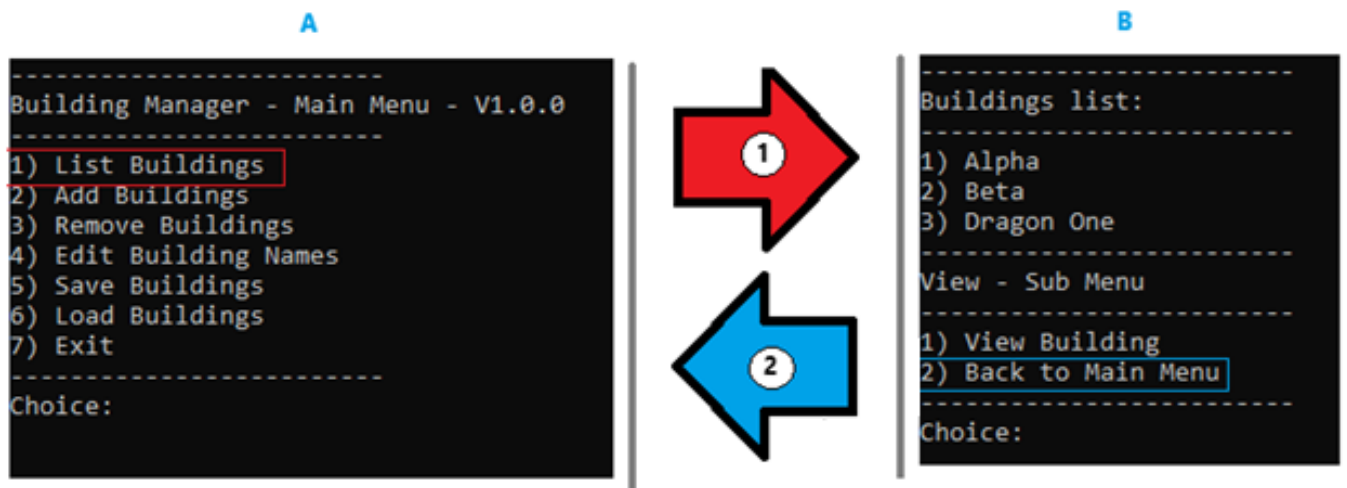 A
--------------------------
Building Manager - Main Menu - V1.0.0
--------------------------
1) List Buildings
2) Add Buildings
3) Remove Buildings
4) Edit Building Names
5) Save Buildings
6) Load Buildings
7) Exit
--------------------------
Choice:
1
2
B
--------------------------
Buildings list:
--------------------------
1) Alpha
2) Beta
3) Dragon One
--------------------------
View - Sub Menu
--------------------------
1) View Building
2) Back to Main Menu
--------------------------
Choice: